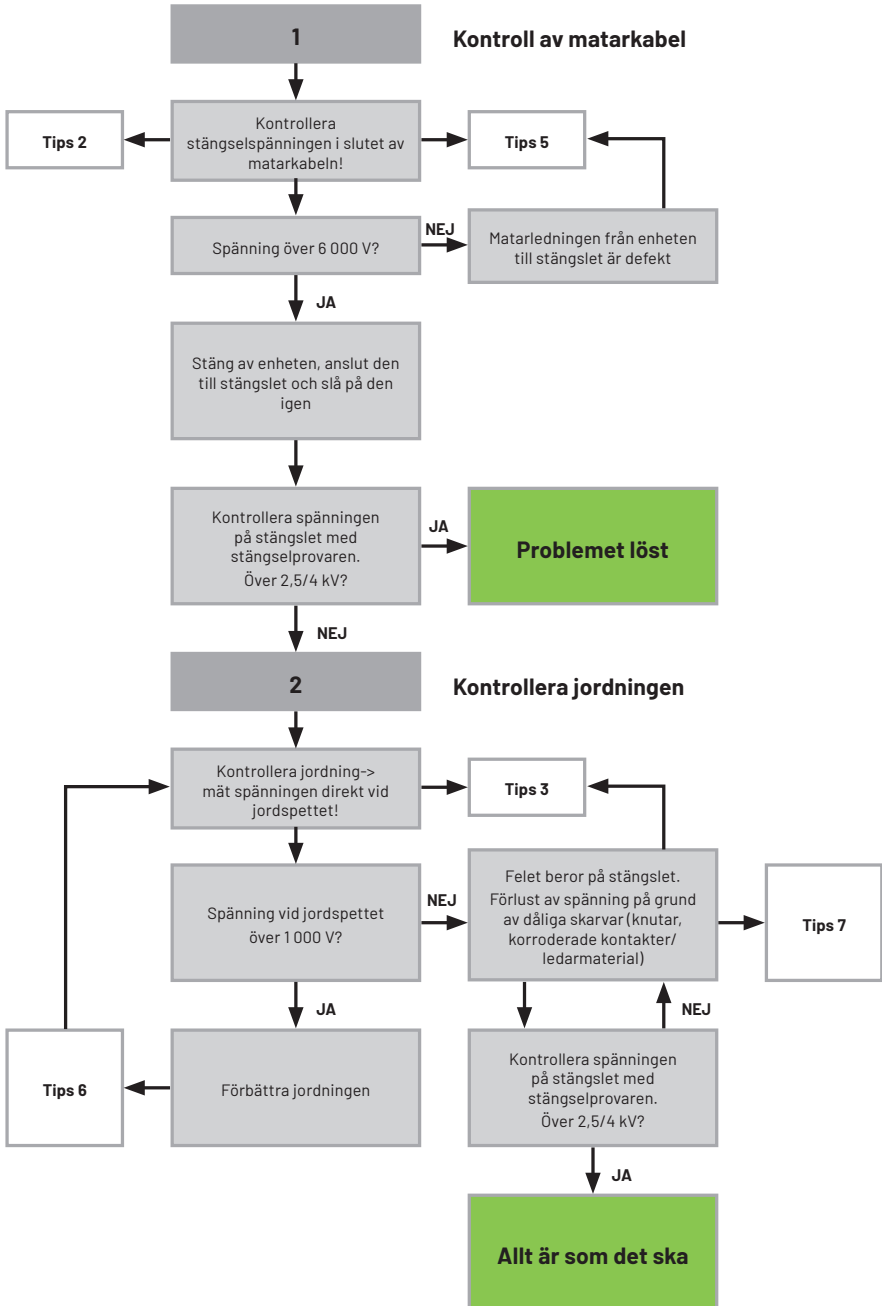 1
Kontroll av matarkabel
Tips 2
Kontrollera
stängselspänningen i slutet av
matarkabeln!
Tips 5
Spänning över 6 000 V?
NEJ
Matarledningen från enheten
till stängslet är defekt
JA
Stäng av enheten, anslut den
till stängslet och slå på den
igen
Kontrollera spänningen
på stängslet med
stängselprovaren.
Över 2,5/4 kV?
JA
Problemet löst
NEJ
2
Kontrollera jordningen
Kontrollera jordning->
mät spänningen direkt vid
jordspettet!
Tips 3
Spänning vid jordspettet
över 1 000 V?
NEJ
Felet beror på stängslet.
Förlust av spänning på grund
av dåliga skarvar (knutar,
korroderade kontakter/
ledarmaterial)
Tips 7
JA
NEJ
Tips 6
Förbättra jordningen
Kontrollera spänningen
på stängslet med
stängselprovaren.
Över 2,5/4 kV?
JA
Allt är som det ska